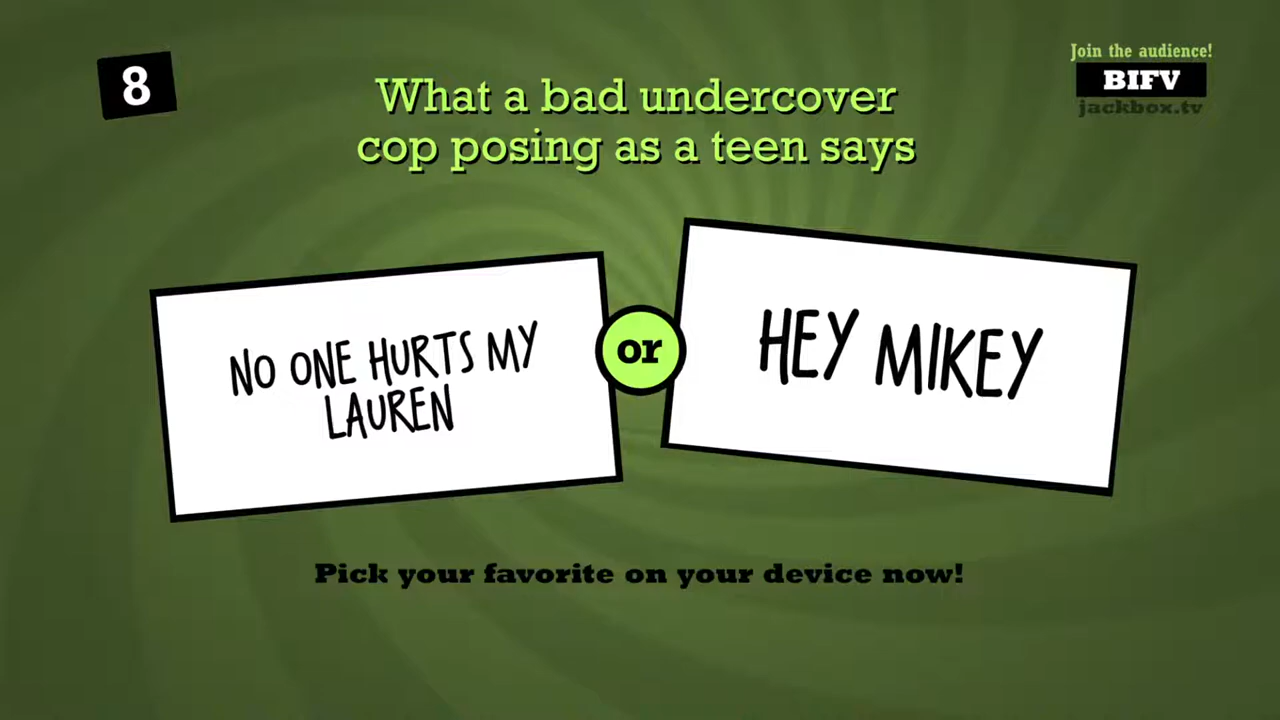 8
Join the audience!
BIFV
jackbox.tv
What a bad undercover
cop posing as a teen says
NO ONE HURTS MY
LAUREN
or
HEY MIKEY
Pick your favorite on your device now!